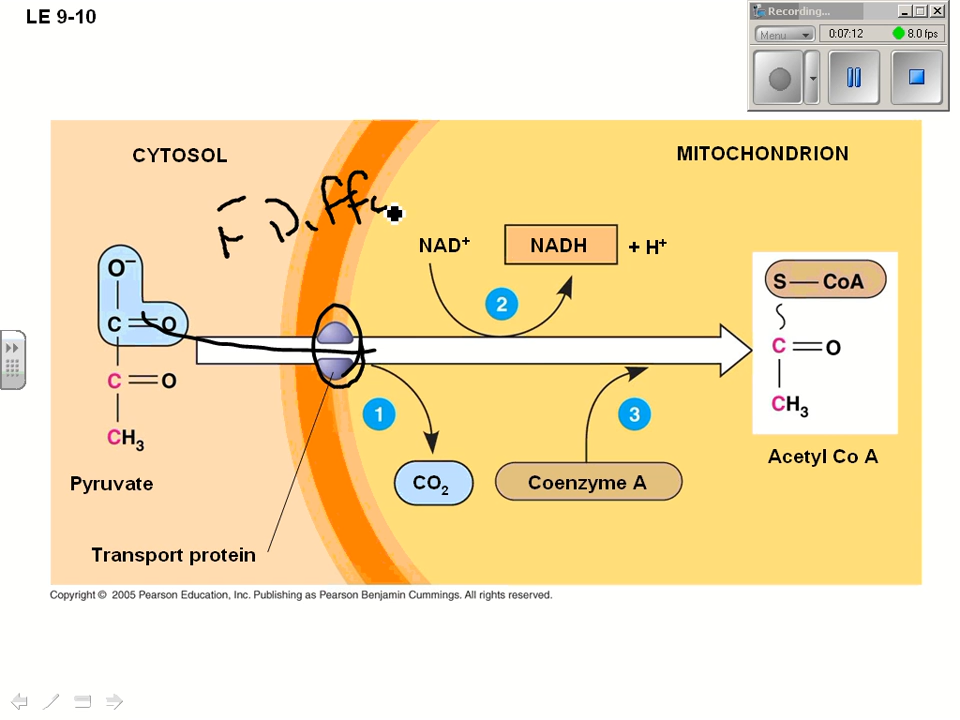 LE 9-10
Recording...
Menu
0:07:12
8.0 fps
CYTOSOL
MITOCHONDRION
F Diffu
NAD+
NADH
+ H+
O−
C=O
C=O
CH3
2
S—CoA
C=O
CH3
1
3
Pyruvate
CO2
Coenzyme A
Acetyl Co A
Transport protein
Copyright © 2005 Pearson Education, Inc. Publishing as Pearson Benjamin Cummings. All rights reserved.